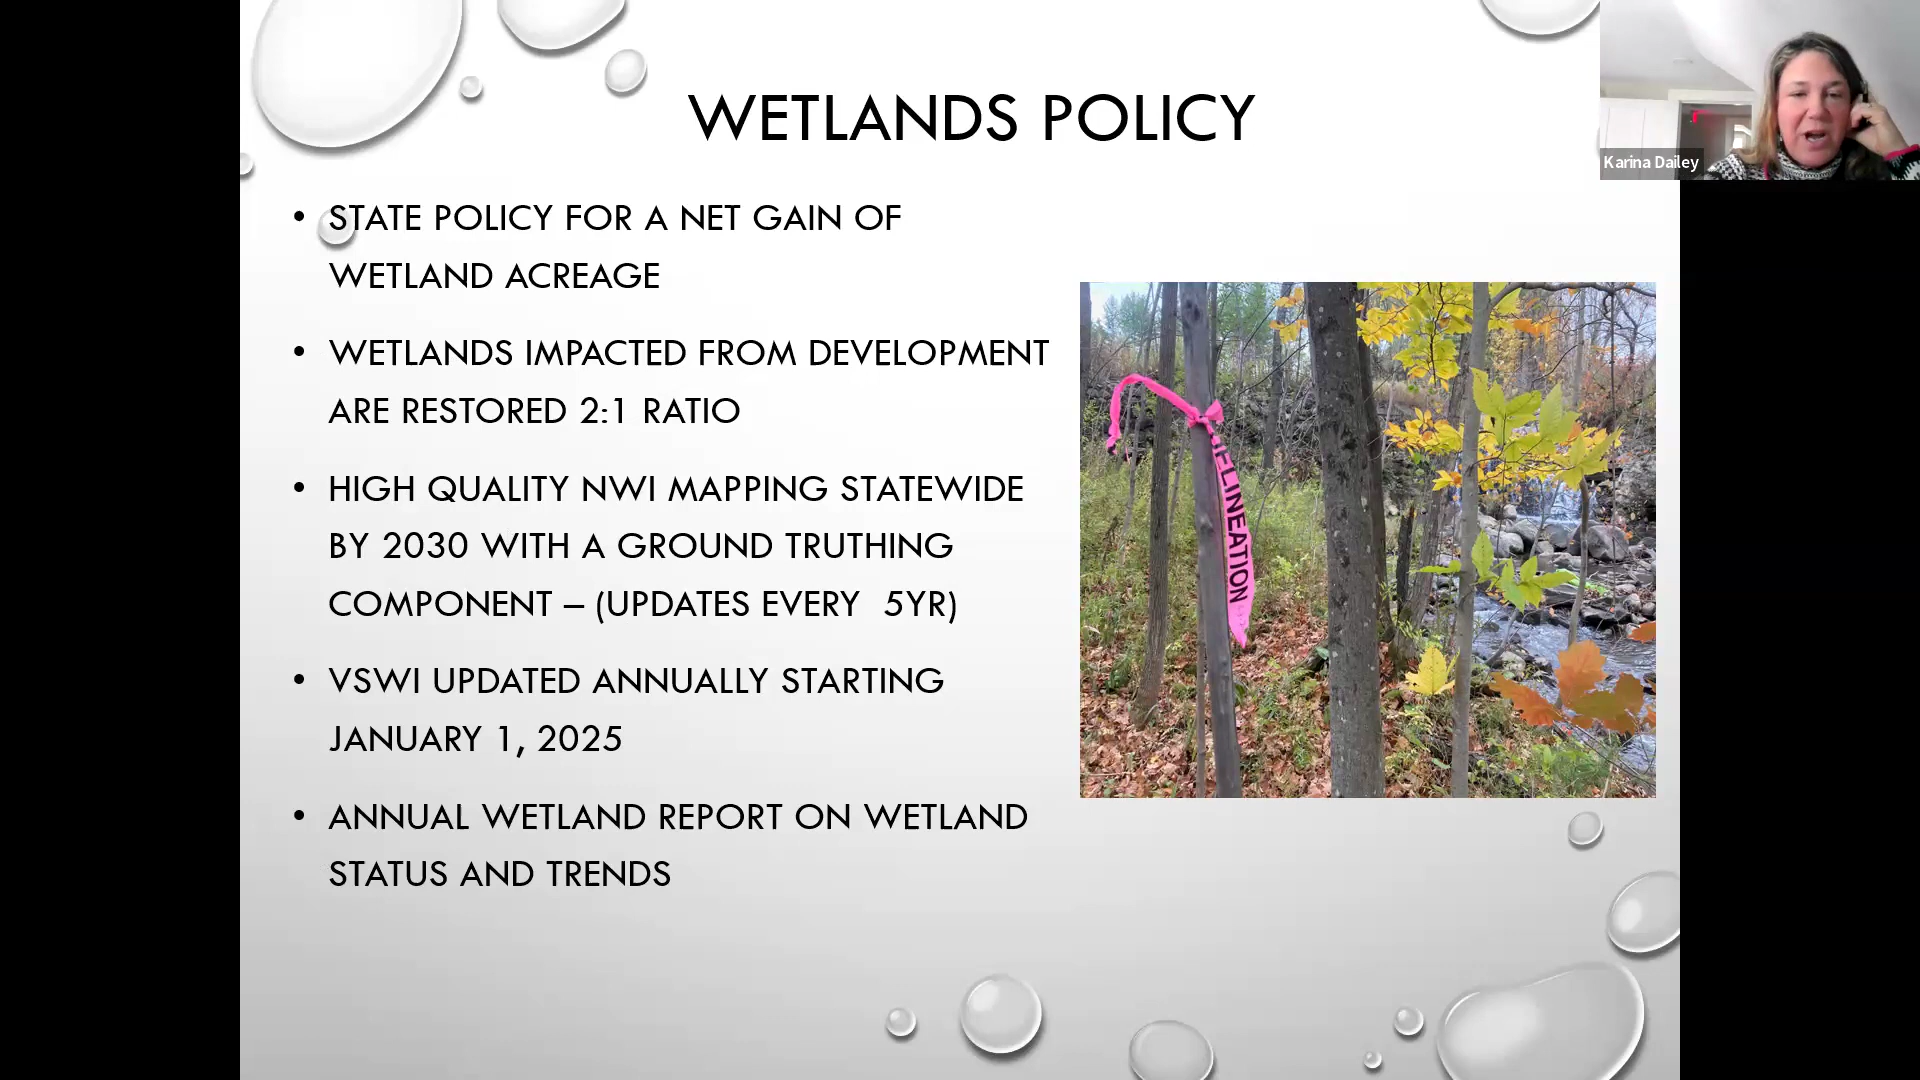 WETLANDS POLICY
Karina Dailey
• STATE POLICY FOR A NET GAIN OF
WETLAND ACREAGE
• WETLANDS IMPACTED FROM DEVELOPMENT
ARE RESTORED 2:1 RATIO
• HIGH QUALITY NWI MAPPING STATEWIDE
BY 2030 WITH A GROUND TRUTHING
COMPONENT – (UPDATES EVERY 5YR)
• VSWI UPDATED ANNUALLY STARTING
JANUARY 1, 2025
• ANNUAL WETLAND REPORT ON WETLAND
STATUS AND TRENDS
ELINEATION